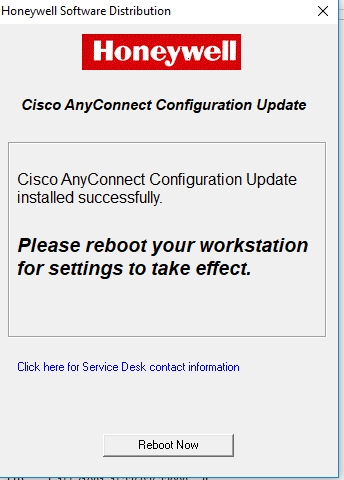 Honeywell Software Distribution
Honeywell
Cisco AnyConnect Configuration Update
Cisco AnyConnect Configuration Update
installed successfully.
Please reboot your workstation
for settings to take effect.
Click here for Service Desk contact information
Reboot Now